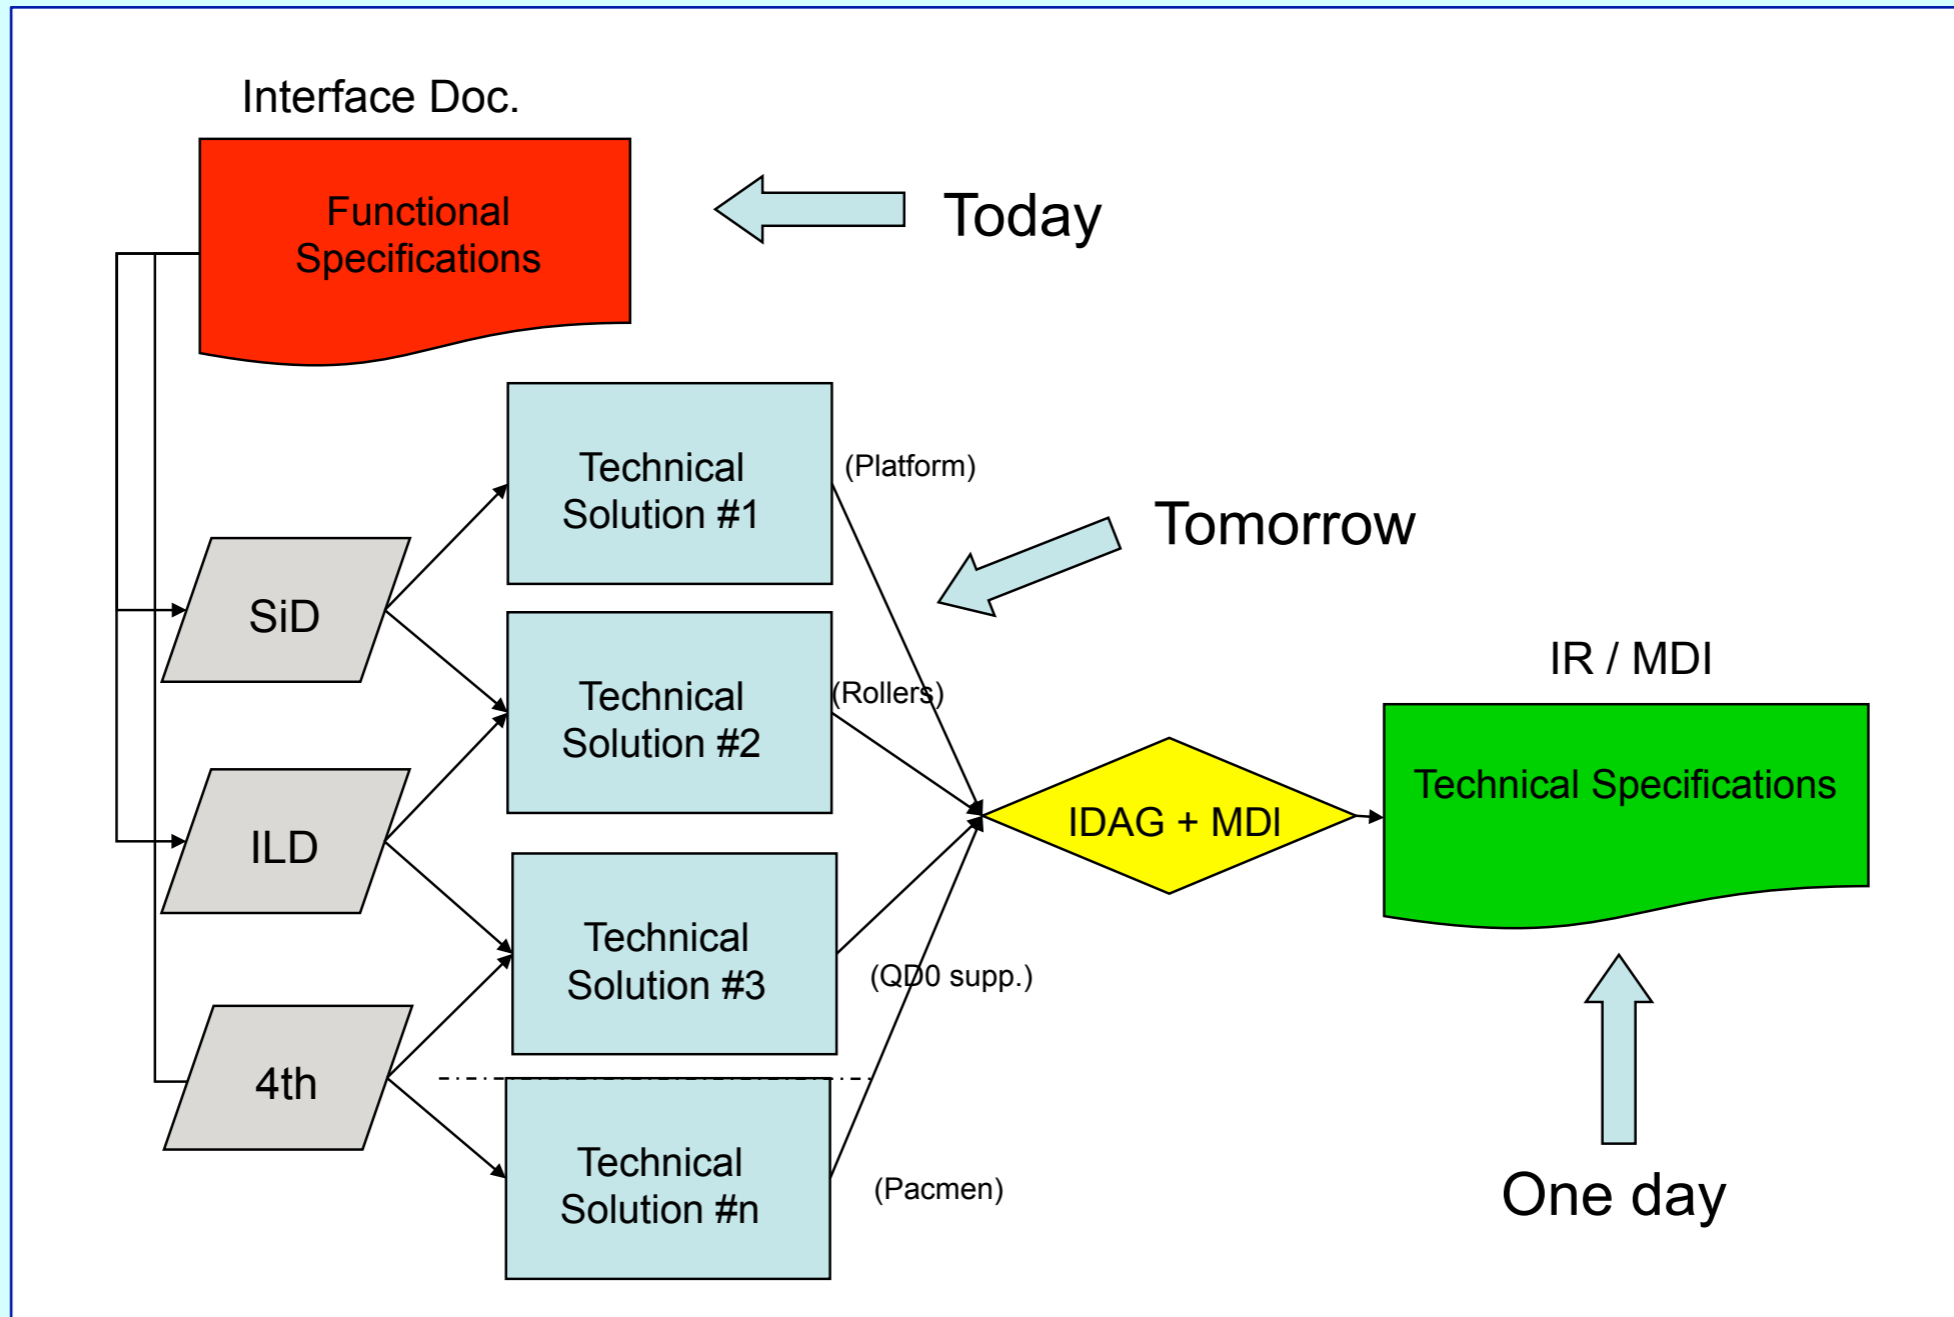 Interface Doc.
Functional
Specifications
Today
Technical
Solution #1
(Platform)
Tomorrow
SiD
Technical
Solution #2
(Rollers)
IR / MDI
Technical Specifications
IDAG + MDI
ILD
Technical
Solution #3
(QD0 supp.)
4th
Technical
Solution #n
(Pacmen)
One day